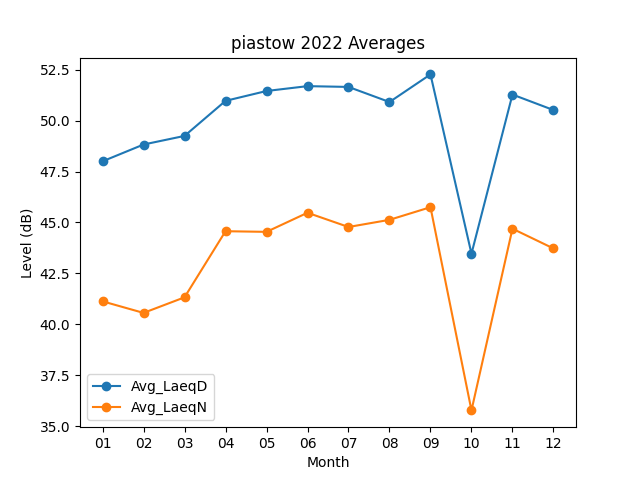 piastow 2022 Averages
52.5
50.0
47.5
45.0
42.5
40.0
37.5
35.0
Level (dB)
Avg_LaeqD
Avg_LaeqN
01 02 03 04 05 06 07 08 09 10 11 12
Month